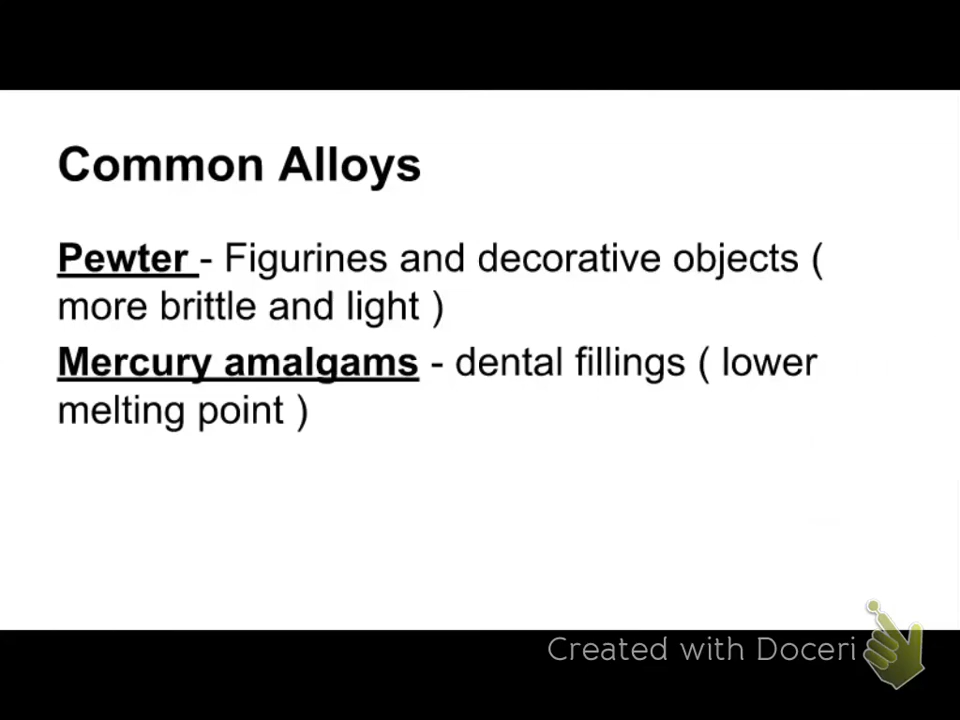 Common Alloys
Pewter - Figurines and decorative objects (
more brittle and light )
Mercury amalgams - dental fillings ( lower
melting point )
Created with Doceri